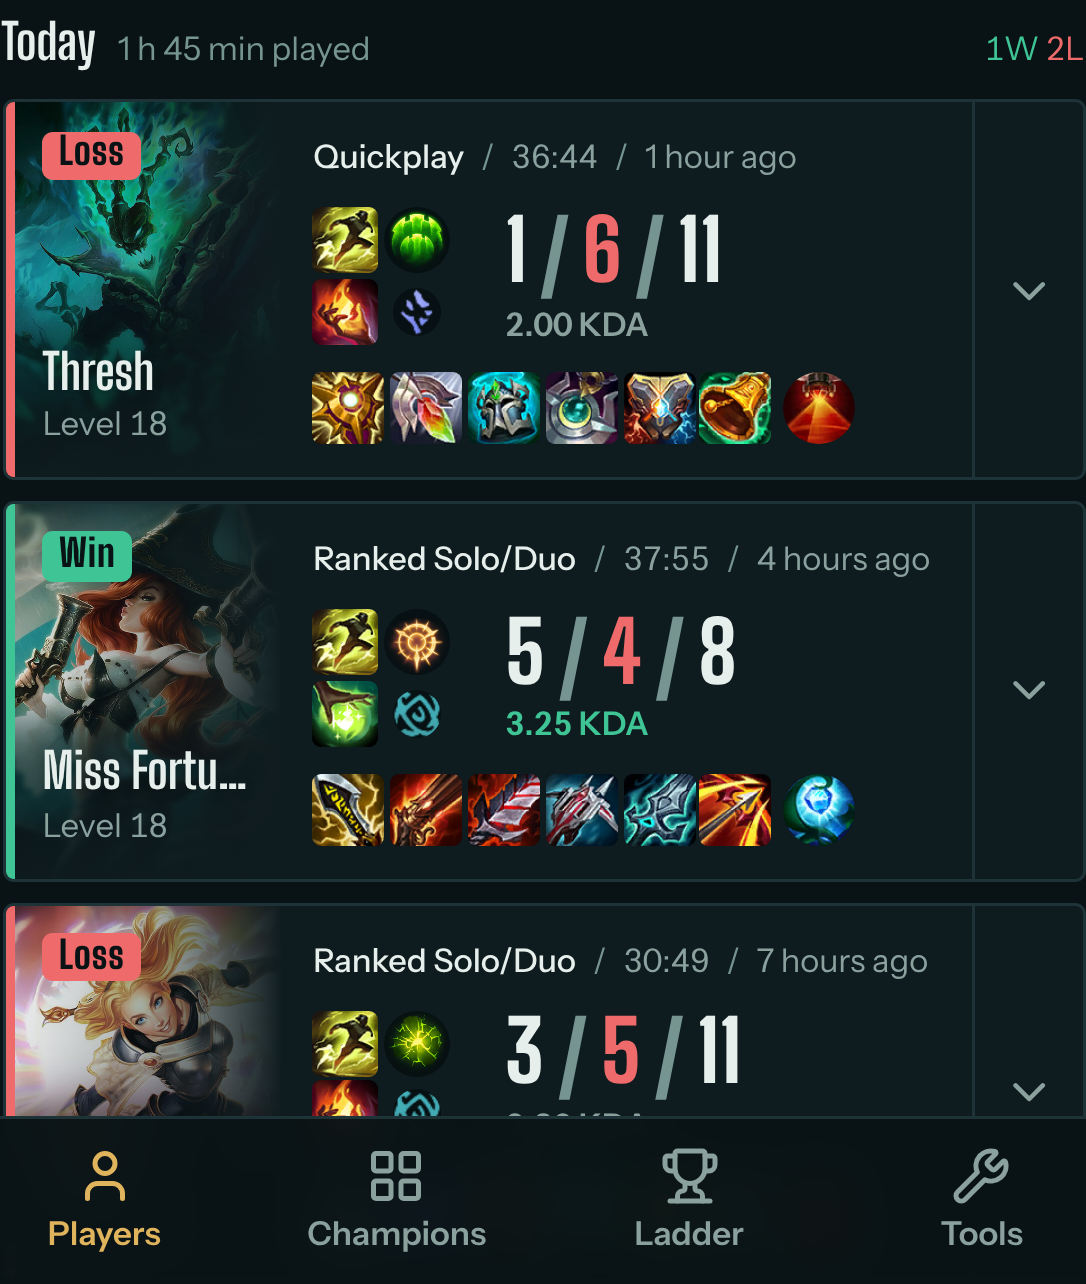 Today 1 h 45 min played 1W 2L
Loss
Quickplay / 36:44 / 1 hour ago
1 / 6 / 11
2.00 KDA
Thresh
Level 18
Win
Ranked Solo/Duo / 37:55 / 4 hours ago
5 / 4 / 8
3.25 KDA
Miss Fortu...
Level 18
Loss
Ranked Solo/Duo / 30:49 / 7 hours ago
3 / 5 / 11
Players Champions Ladder Tools